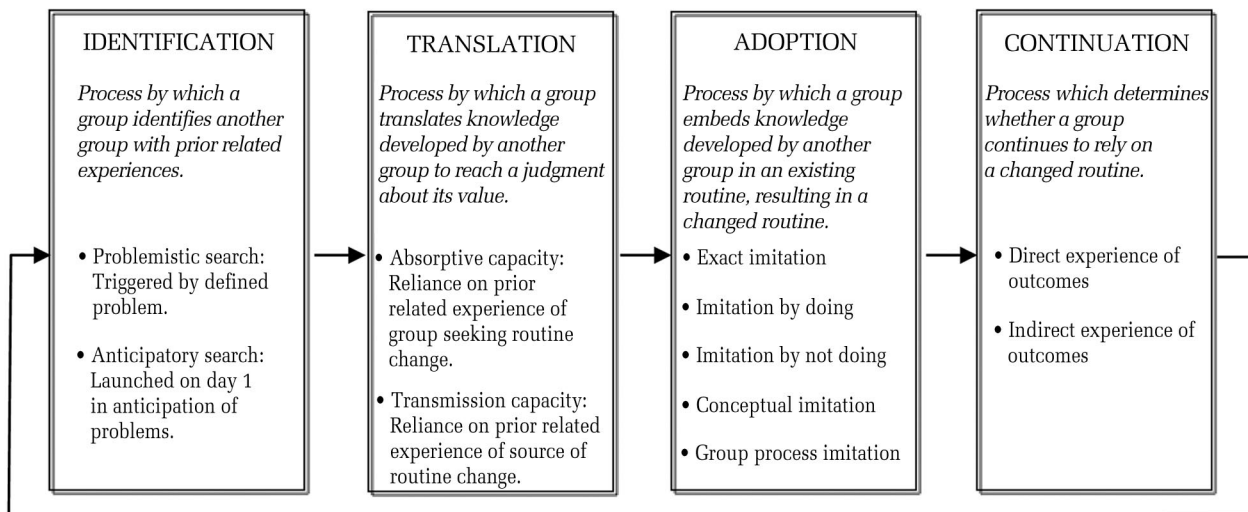 IDENTIFICATION
Process by which a
group identifies another
group with prior related
experiences.
• Problemistic search:
Triggered by defined
problem.
• Anticipatory search:
Launched on day 1
in anticipation of
problems.
TRANSLATION
Process by which a group
translates knowledge
developed by another
group to reach a judgment
about its value.
• Absorptive capacity:
Reliance on prior
related experience of
group seeking routine
change.
• Transmission capacity:
Reliance on prior related
experience of source of
routine change.
ADOPTION
Process by which a group
embeds knowledge
developed by another
group in an existing
routine, resulting in a
changed routine.
• Exact imitation
• Imitation by doing
• Imitation by not doing
• Conceptual imitation
• Group process imitation
CONTINUATION
Process which determines
whether a group
continues to rely on
a changed routine.
• Direct experience of
outcomes
• Indirect experience of
outcomes